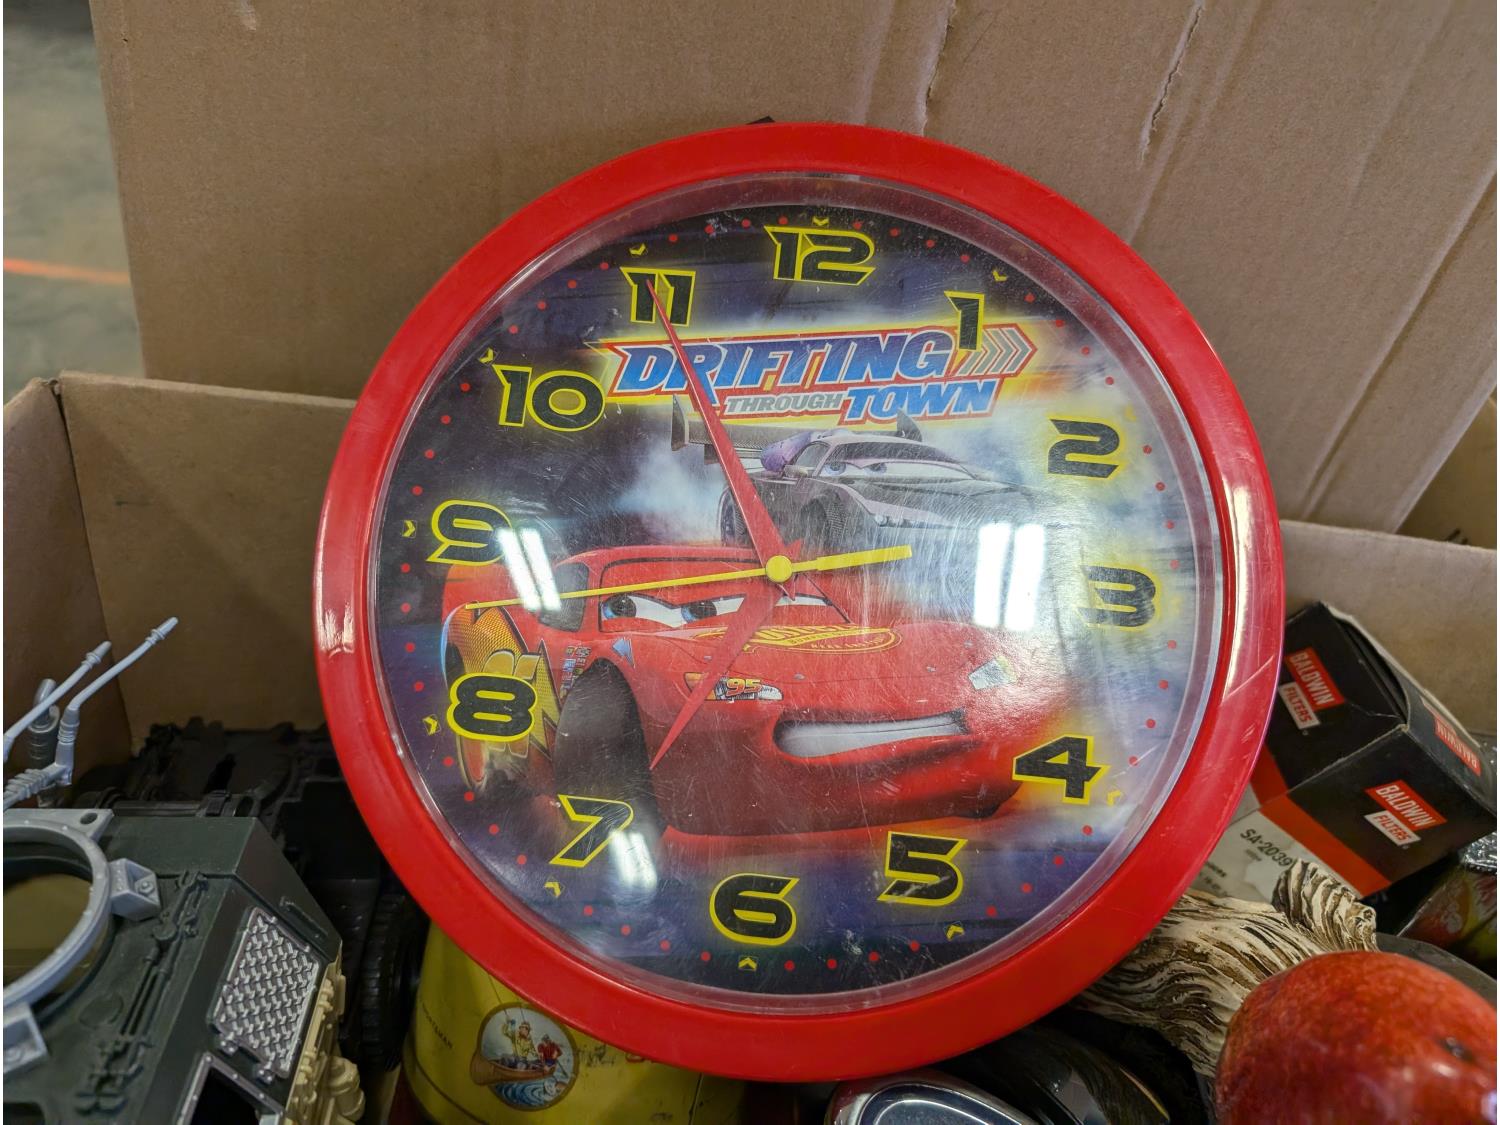 12
11
1
DRIFTING
THROUGH TOWN
10
2
9
3
8
95
4
7
5
6
BALDWIN
FILTERS
BALDWIN
FILTERS
SA-2039